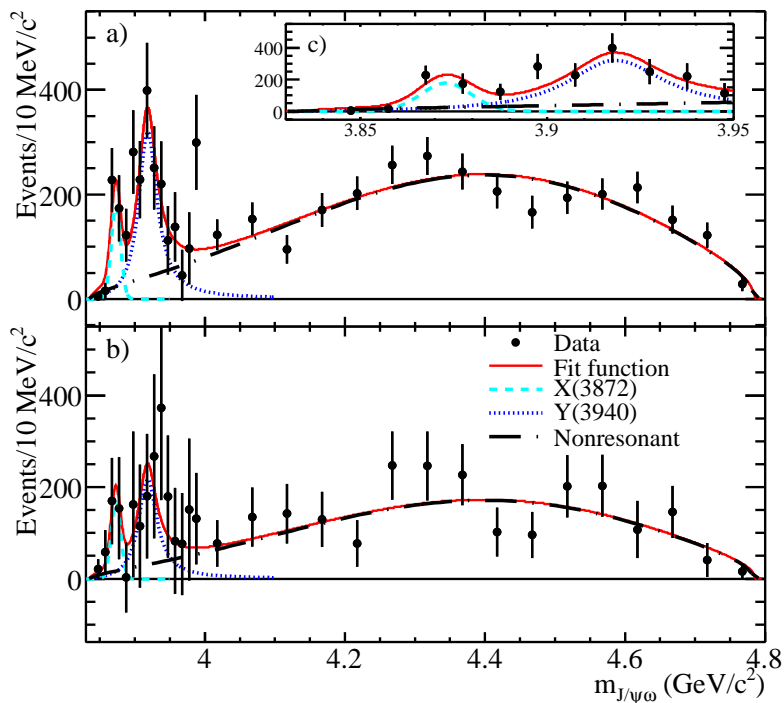 a)
c)
400
200
0
3.85
3.9
3.95
Events/10 MeV/c²
400
200
0
b)
Events/10 MeV/c²
400
200
0
Data
Fit function
X(3872)
Y(3940)
Nonresonant
4
4.2
4.4
4.6
4.8
m_{J/ψω} (GeV/c²)